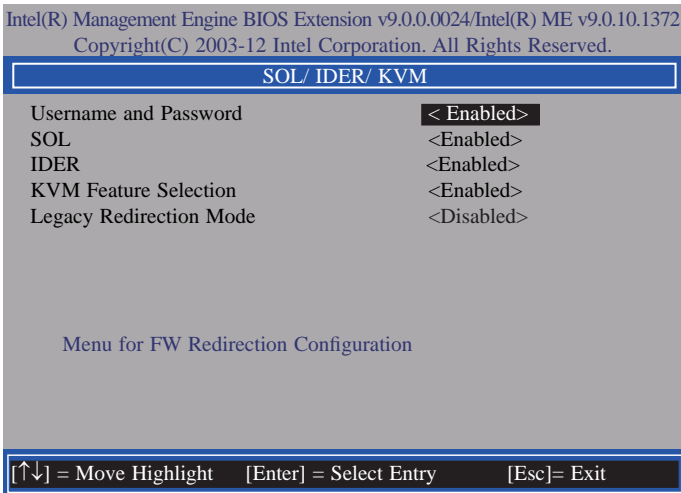 Intel(R) Management Engine BIOS Extension v9.0.0.0024/Intel(R) ME v9.0.10.1372
Copyright(C) 2003-12 Intel Corporation. All Rights Reserved.
SOL/ IDER/ KVM
Username and Password < Enabled>
SOL <Enabled>
IDER <Enabled>
KVM Feature Selection <Enabled>
Legacy Redirection Mode <Disabled>
Menu for FW Redirection Configuration
[↑↓] = Move Highlight [Enter] = Select Entry [Esc]= Exit